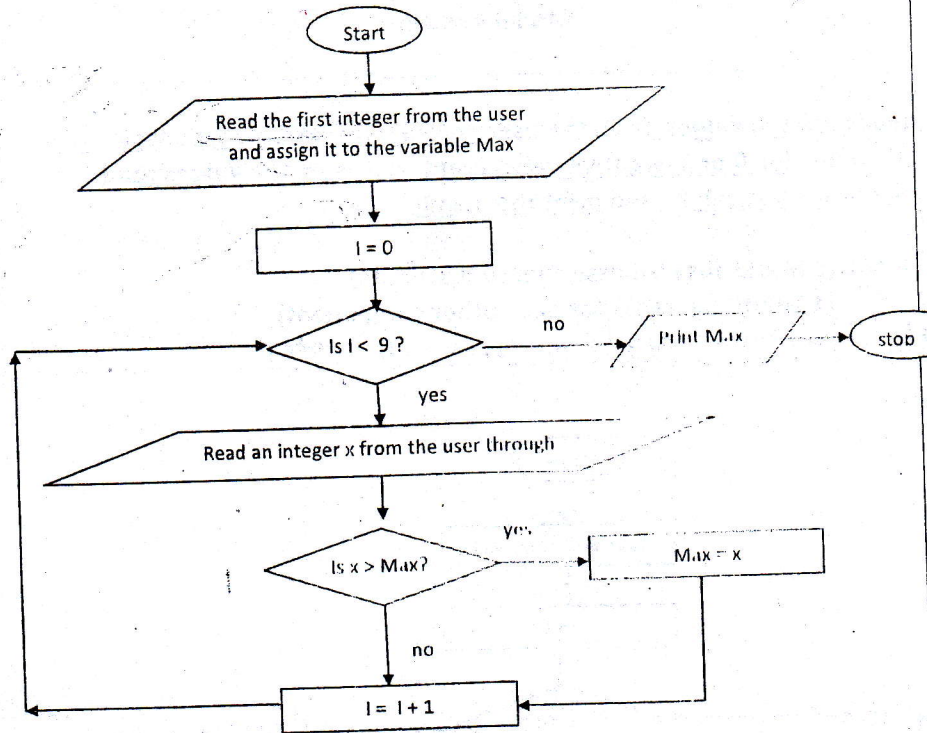 Start
Read the first integer from the user
and assign it to the variable Max
I = 0
Is I < 9 ?
no
Print Max
stop
yes
Read an integer x from the user through
Is x > Max?
yes
Max = x
no
I = I + 1